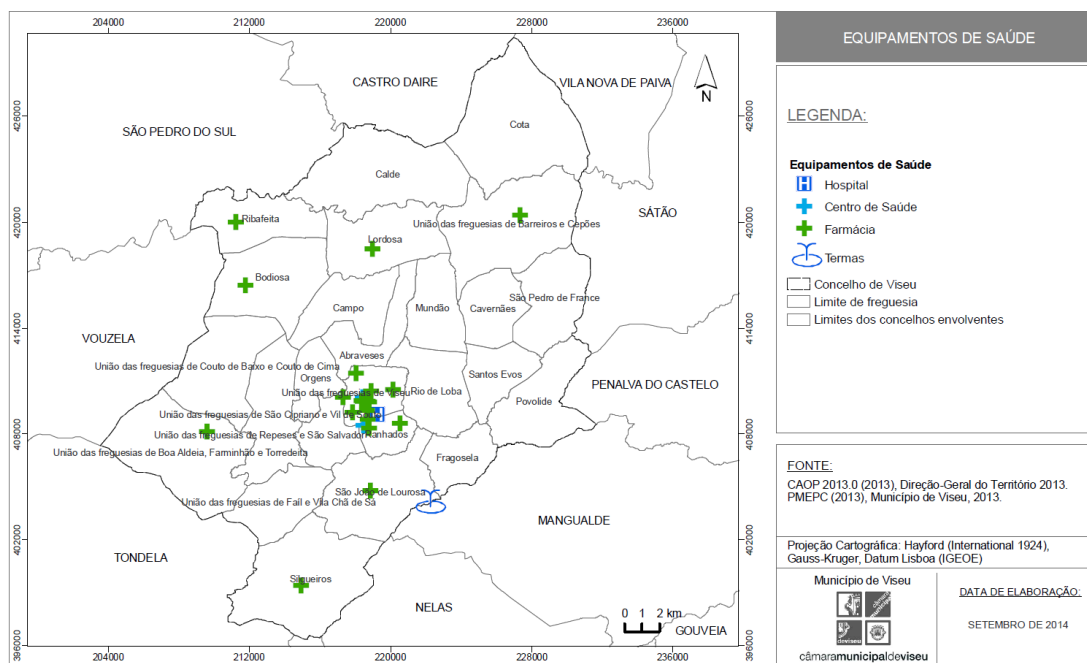 204000 212000 220000 228000 236000
EQUIPAMENTOS DE SAÚDE
CASTRO DAIRE
VILA NOVA DE PAIVA
N
426000
426000
Cota
SÃO PEDRO DO SUL
Calde
LEGENDA:
Equipamentos de Saúde
Hospital
Centro de Saúde
Farmácia
Termas
Concelho de Viseu
Limite de freguesia
Limites dos concelhos envolventes
420000
420000
Ribafeita
SÁTÃO
União das freguesias de Barreiros e Cepões
Lordosa
Bodiosa
São Pedro de France
Campo
Mundão
Cavernães
414000
414000
VOUZELA
Abraveses
União das freguesias de Couto de Baixo e Couto de Cima
Orgens
Santos Evos
PENALVA DO CASTELO
União das freguesias de Viseu
Rio de Loba
Povolide
União das freguesias de São Cipriano e Vil de Souto
408000
408000
União das freguesias de Repeses e São Salvador
Ranhados
União das freguesias de Boa Aldeia, Farminhão e Torredeita
Fragosela
São João de Lourosa
União das freguesias de Faíl e Vila Chã de Sá
MANGUALDE
402000
402000
TONDELA
Silgueiros
NELAS
0 1 2 km
GOUVEIA
396000
396000
204000 212000 220000 228000 236000
FONTE:
CAOP 2013.0 (2013), Direção-Geral do Território 2013.
PMEPC (2013), Município de Viseu, 2013.
Projeção Cartográfica: Hayford (International 1924),
Gauss-Kruger, Datum Lisboa (IGEOE)
Município de Viseu
câmaramunicipaldeviseu
DATA DE ELABORAÇÃO:
SETEMBRO DE 2014